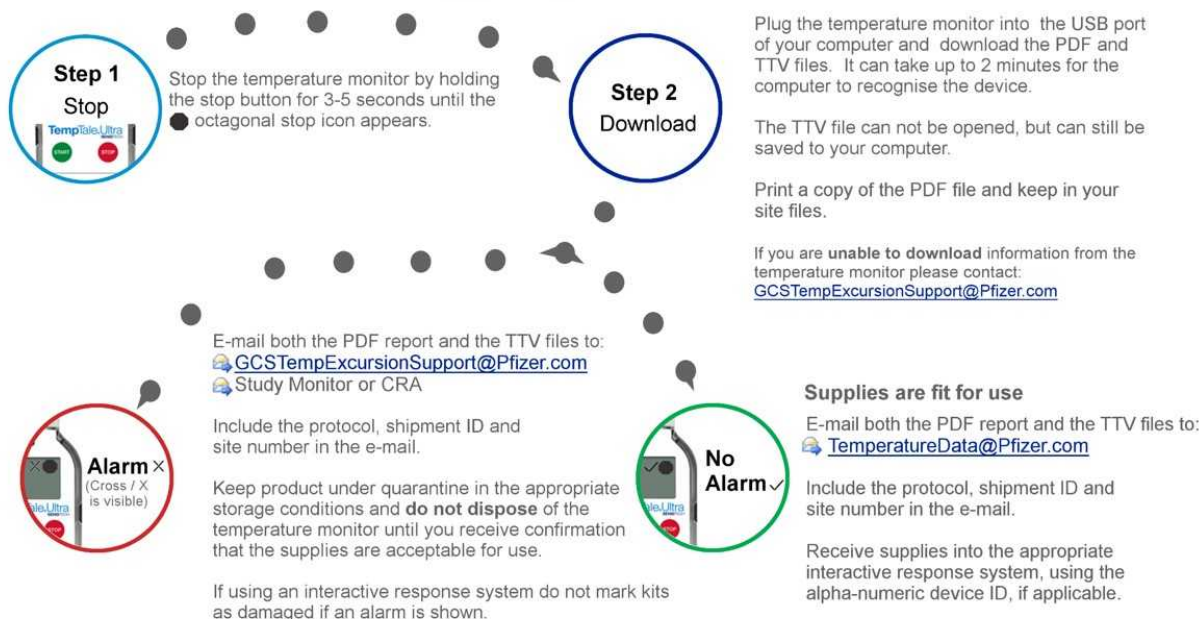 Step 1
Stop
TempTale Ultra
START
STOP
Stop the temperature monitor by holding
the stop button for 3-5 seconds until the
octagonal stop icon appears.
Step 2
Download
Plug the temperature monitor into the USB port
of your computer and download the PDF and
TTV files. It can take up to 2 minutes for the
computer to recognise the device.
The TTV file can not be opened, but can still be
saved to your computer.
Print a copy of the PDF file and keep in your
site files.
If you are unable to download information from the
temperature monitor please contact:
GCSTempExcursionSupport@Pfizer.com
Alarm X
(Cross / X
is visible)
Tale Ultra
STOP
E-mail both the PDF report and the TTV files to:
GCSTempExcursionSupport@Pfizer.com
Study Monitor or CRA
Include the protocol, shipment ID and
site number in the e-mail.
Keep product under quarantine in the appropriate
storage conditions and do not dispose of the
temperature monitor until you receive confirmation
that the supplies are acceptable for use.
If using an interactive response system do not mark kits
as damaged if an alarm is shown.
No
Alarm ✓
Tale Ultra
STOP
Supplies are fit for use
E-mail both the PDF report and the TTV files to:
TemperatureData@Pfizer.com
Include the protocol, shipment ID and
site number in the e-mail.
Receive supplies into the appropriate
interactive response system, using the
alpha-numeric device ID, if applicable.